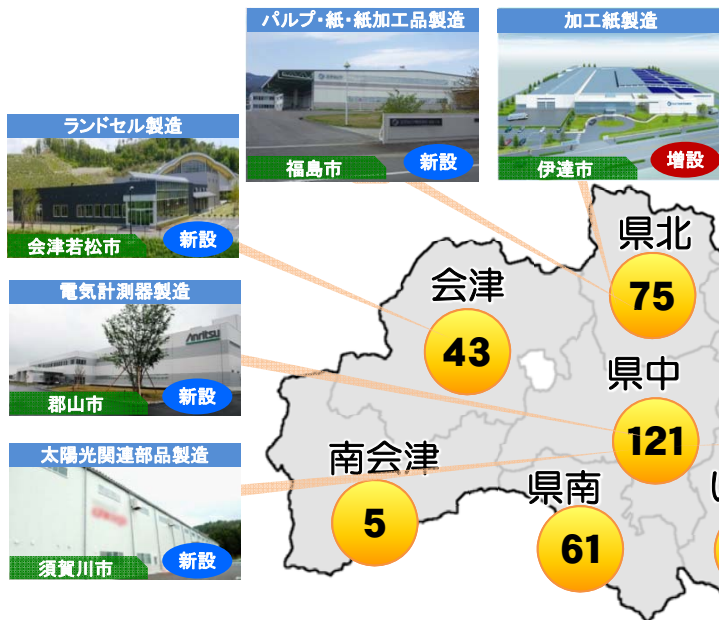 パルプ・紙・紙加工品製造
福島市
新設
加工紙製造
伊達市
増設
ランドセル製造
会津若松市
新設
電気計測器製造
Anritsu
郡山市
新設
太陽光関連部品製造
須賀川市
新設
県北
75
会津
43
県中
121
南会津
5
県南
61